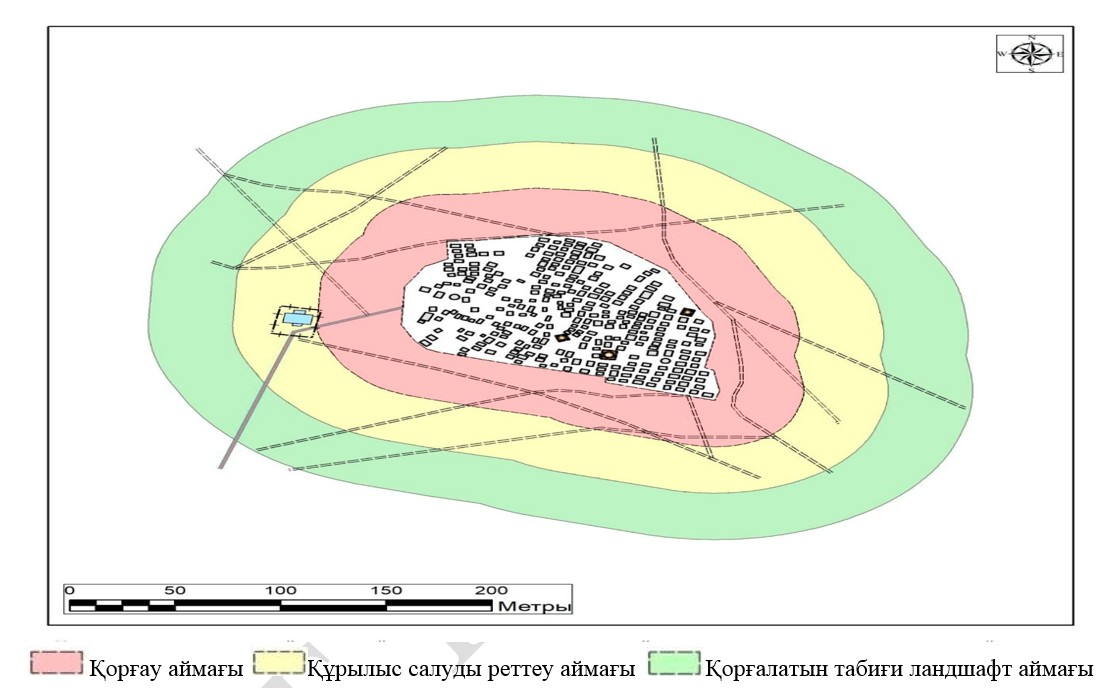 N
W E
S
0 50 100 150 200
Метры
Қорғау аймағы Құрылыс салуды реттеу аймағы Қорғалатын табиғи ландшафт аймағы